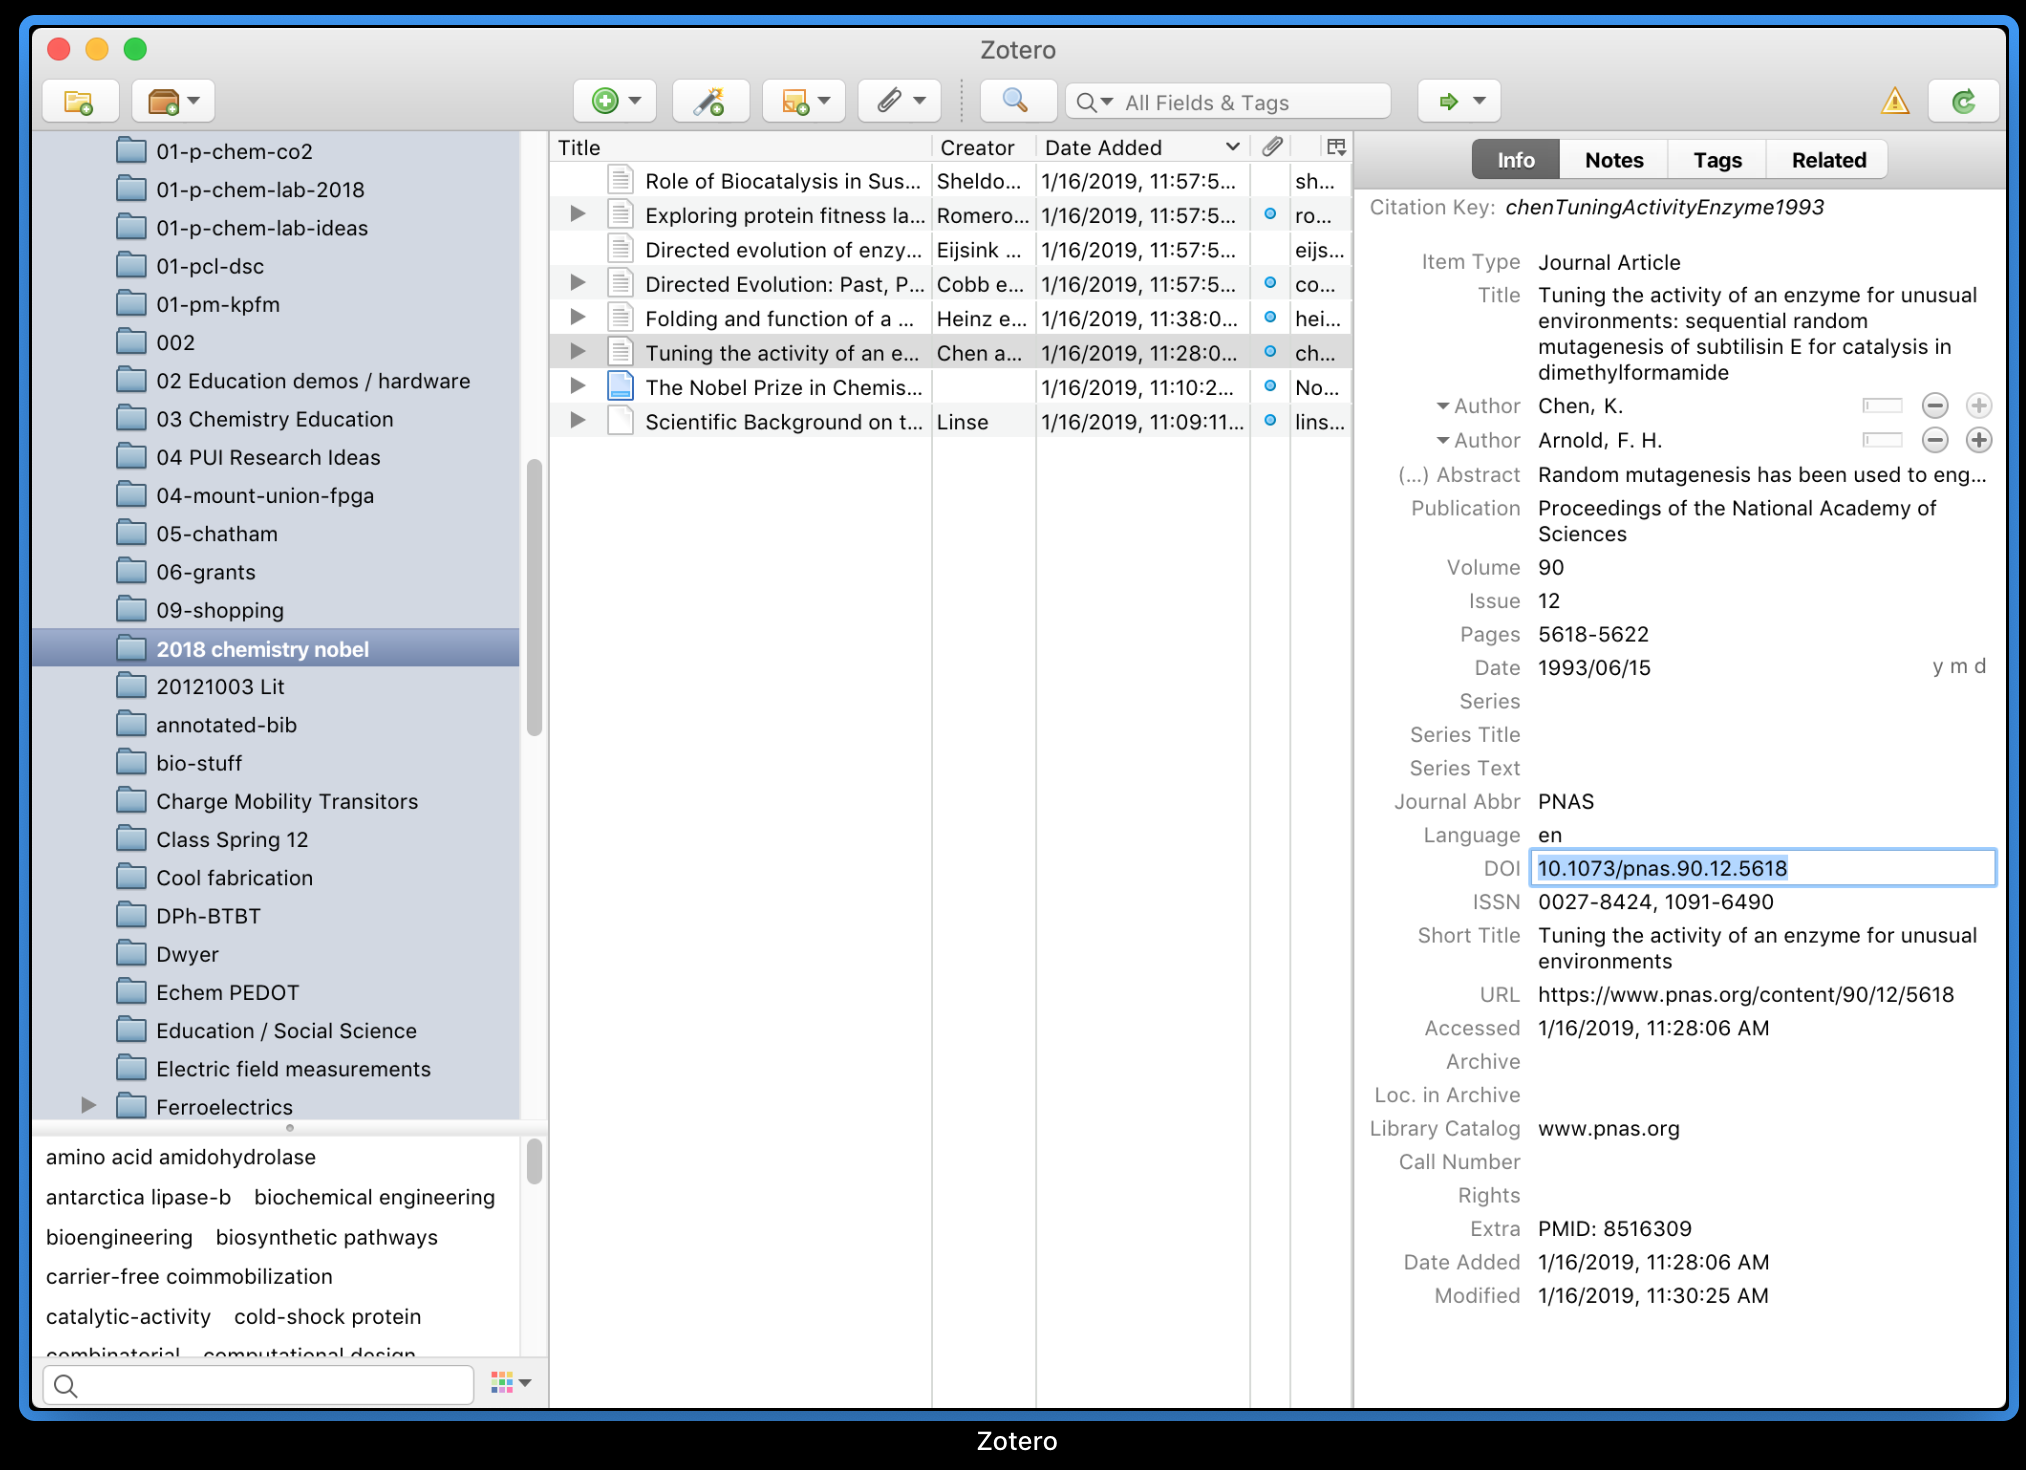 Zotero
All Fields & Tags
01-p-chem-co2
01-p-chem-lab-2018
01-p-chem-lab-ideas
01-pcl-dsc
01-pm-kpfm
002
02 Education demos / hardware
03 Chemistry Education
04 PUI Research Ideas
04-mount-union-fpga
05-chatham
06-grants
09-shopping
2018 chemistry nobel
20121003 Lit
annotated-bib
bio-stuff
Charge Mobility Transitors
Class Spring 12
Cool fabrication
DPh-BTBT
Dwyer
Echem PEDOT
Education / Social Science
Electric field measurements
Ferroelectrics
amino acid amidohydrolase
antarctica lipase-b biochemical engineering
bioengineering biosynthetic pathways
carrier-free coimmobilization
catalytic-activity cold-shock protein
combinatorial computational design
Title Creator Date Added
Role of Biocatalysis in Sus... Sheldo... 1/16/2019, 11:57:5... sh...
Exploring protein fitness la... Romero... 1/16/2019, 11:57:5... ro...
Directed evolution of enzy... Eijsink ... 1/16/2019, 11:57:5... eijs...
Directed Evolution: Past, P... Cobb e... 1/16/2019, 11:57:5... co...
Folding and function of a ... Heinz e... 1/16/2019, 11:38:0... hei...
Tuning the activity of an e... Chen a... 1/16/2019, 11:28:0... ch...
The Nobel Prize in Chemis... 1/16/2019, 11:10:2... No...
Scientific Background on t... Linse 1/16/2019, 11:09:11... lins...
Info Notes Tags Related
Citation Key: chenTuningActivityEnzyme1993
Item Type Journal Article
Title Tuning the activity of an enzyme for unusual
environments: sequential random
mutagenesis of subtilisin E for catalysis in
dimethylformamide
Author Chen, K.
Author Arnold, F. H.
(...) Abstract Random mutagenesis has been used to eng...
Publication Proceedings of the National Academy of
Sciences
Volume 90
Issue 12
Pages 5618-5622
Date 1993/06/15 y m d
Series
Series Title
Series Text
Journal Abbr PNAS
Language en
DOI 10.1073/pnas.90.12.5618
ISSN 0027-8424, 1091-6490
Short Title Tuning the activity of an enzyme for unusual
environments
URL https://www.pnas.org/content/90/12/5618
Accessed 1/16/2019, 11:28:06 AM
Archive
Loc. in Archive
Library Catalog www.pnas.org
Call Number
Rights
Extra PMID: 8516309
Date Added 1/16/2019, 11:28:06 AM
Modified 1/16/2019, 11:30:25 AM
Zotero